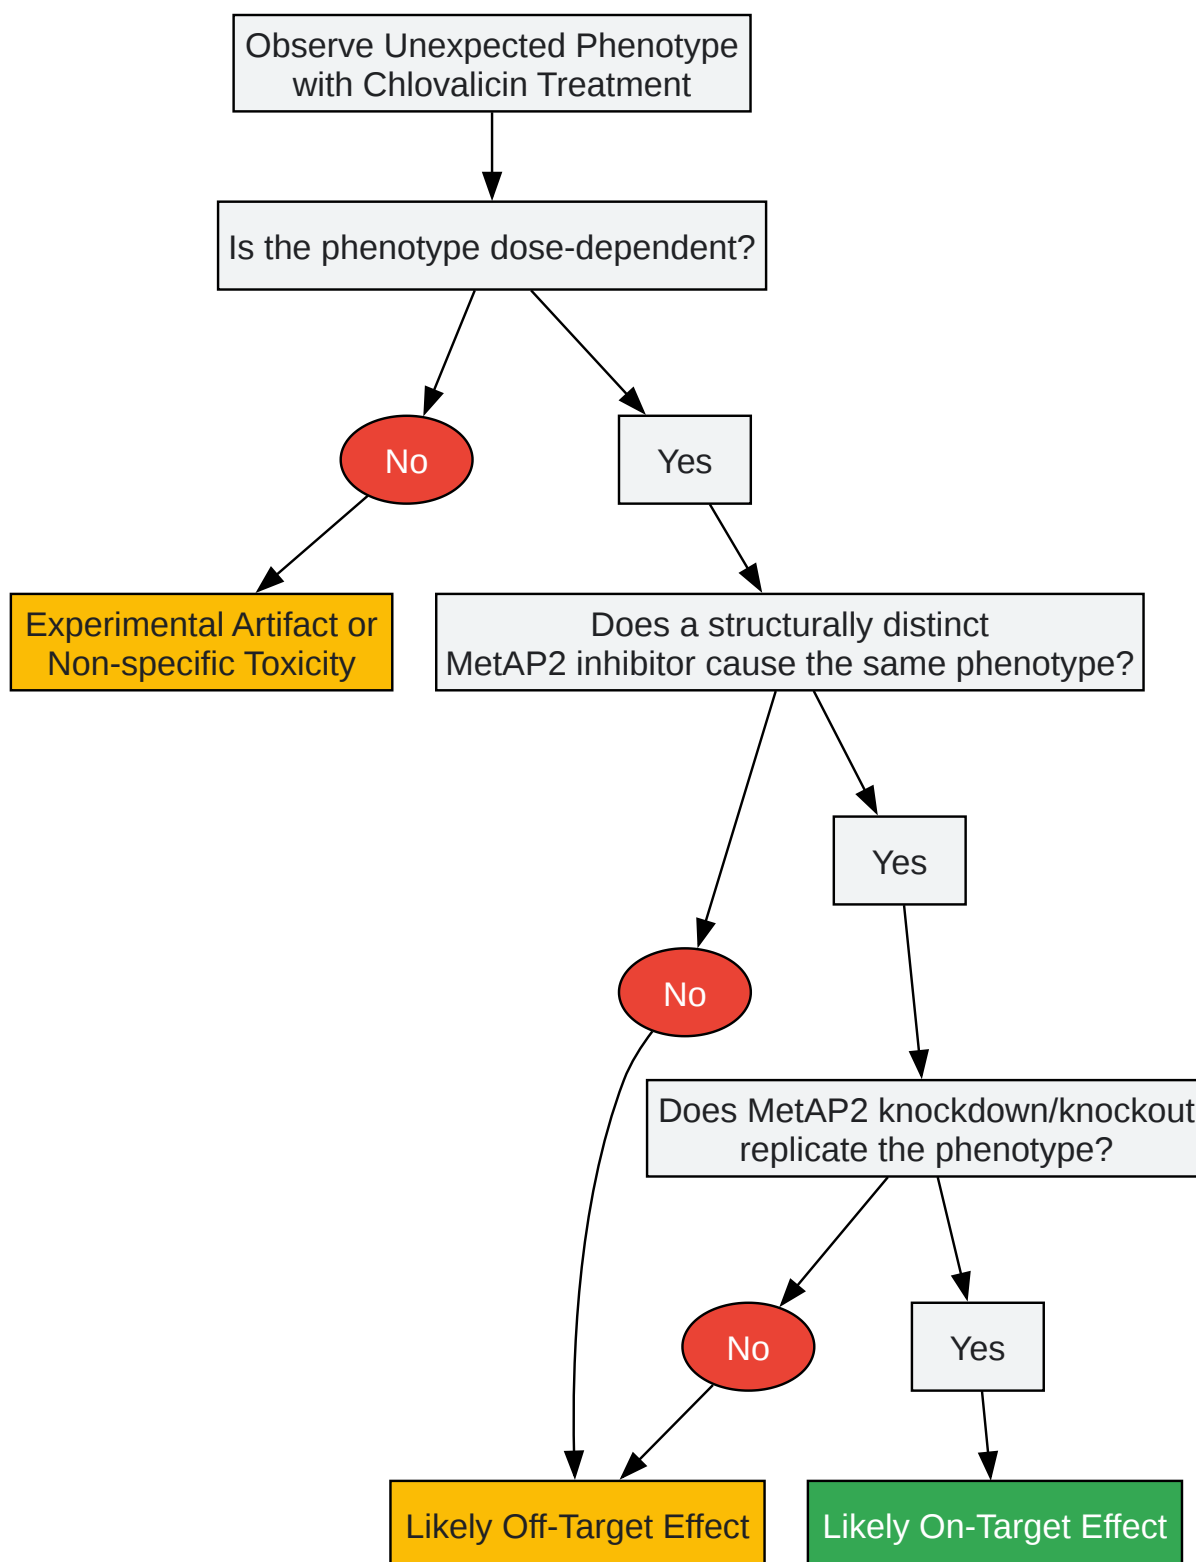 Observe Unexpected Phenotype
with Chlovalicin Treatment
Is the phenotype dose-dependent?
No
Yes
Experimental Artifact or
Non-specific Toxicity
Does a structurally distinct
MetAP2 inhibitor cause the same phenotype?
Yes
No
Does MetAP2 knockdown/knockout
replicate the phenotype?
No
Yes
Likely Off-Target Effect
Likely On-Target Effect